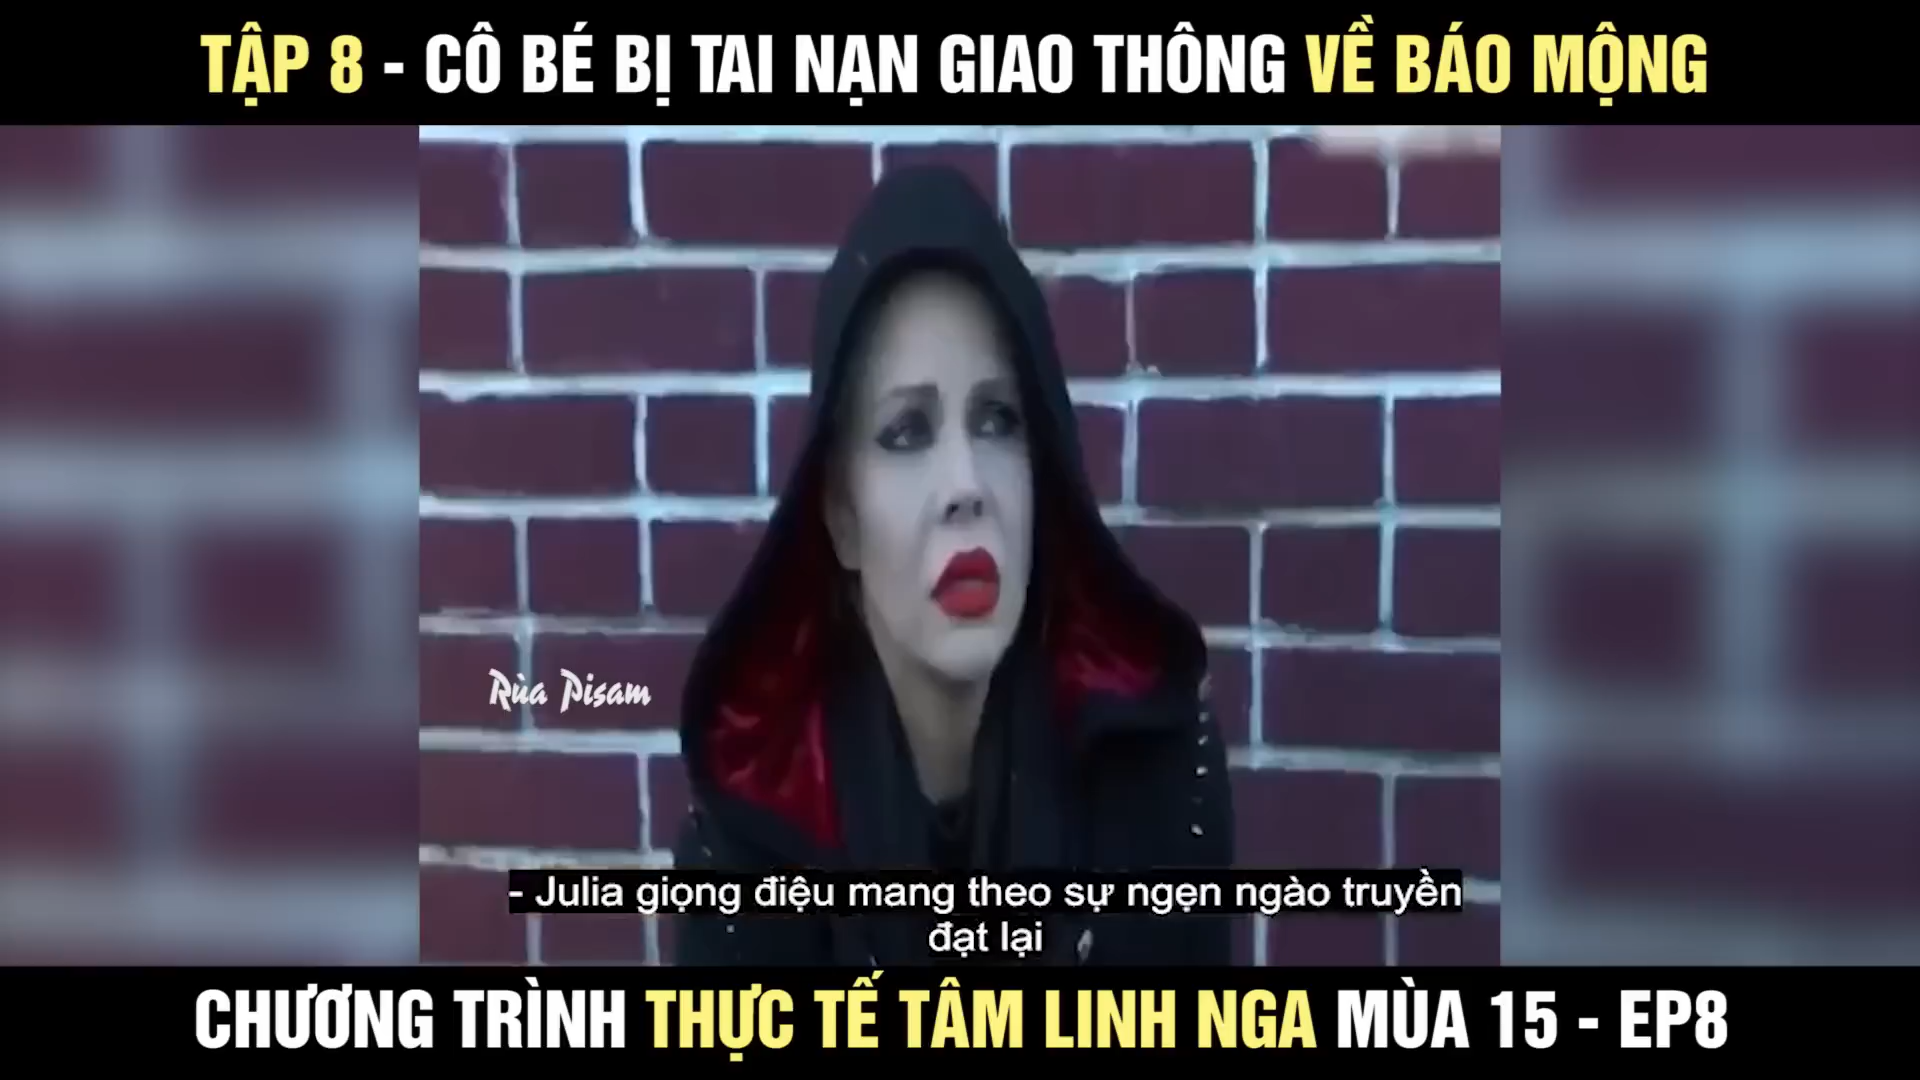 TẬP 8 - CÔ BÉ BỊ TAI NẠN GIAO THÔNG VỀ BÁO MỘNG
Rùa Pisam
- Julia giọng điệu mang theo sự ngẹn ngào truyền
đạt lại
CHƯƠNG TRÌNH THỰC TẾ TÂM LINH NGA MÙA 15 - EP8